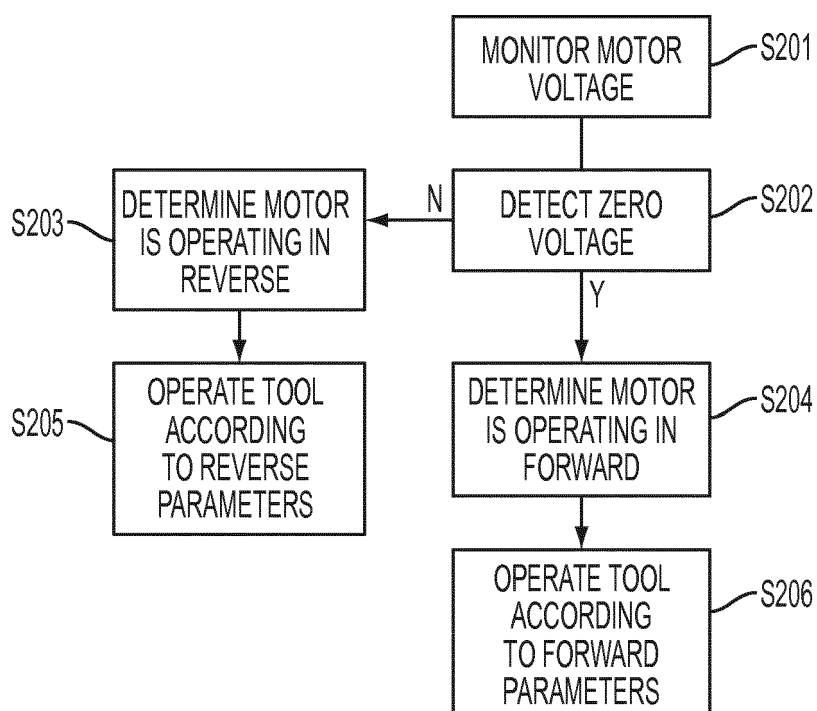 MONITOR MOTOR
VOLTAGE
S201
DETECT ZERO
VOLTAGE
S202
N
Y
S203
DETERMINE MOTOR
IS OPERATING IN
REVERSE
S205
OPERATE TOOL
ACCORDING
TO REVERSE
PARAMETERS
DETERMINE MOTOR
IS OPERATING IN
FORWARD
S204
OPERATE TOOL
ACCORDING
TO FORWARD
PARAMETERS
S206